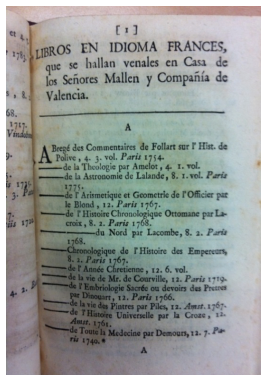 [ 1 ]
LIBROS EN IDIOMA FRANCES,
que se hallan venales en Casa de
los Señores Mallen y Compañía de
Valencia.
A
Abregé des Commentaires de Follart sur l' Hist. de
Polive, 4. 3. vol. Paris 1754.
de la Theologie par Amelot, 4. 1. vol.
de la Astronomie de Lalande, 8. 1. vol. Paris
1775.
de l' Aritmetique et Geometrie de l'Officier par
le Blond, 12. Paris 1767.
de l' Histoire Chronologique Ottomane par La-
croix, 8. 2. Paris 1768.
du Nord par Lacombe, 8. 2. Paris
1768.
Chronologique de l' Histoire des Empereurs,
8. 2. Paris 1767.
de l' Année Chretienne, 12. 6. vol.
de la vie de Mr. de Courville, 12. Paris 1719.
de l' Embriologie Sacrée ou devoirs des Pretres
par Dinouart, 12. Paris 1766.
de la vie des Pintres par Piles, 12. Amst. 1767.
de l' Histoire Universelle par la Croze, 12.
Amst. 1761.
de Toute la Medecine par Demours, 12. 7. Pa-
ris 1740.
A